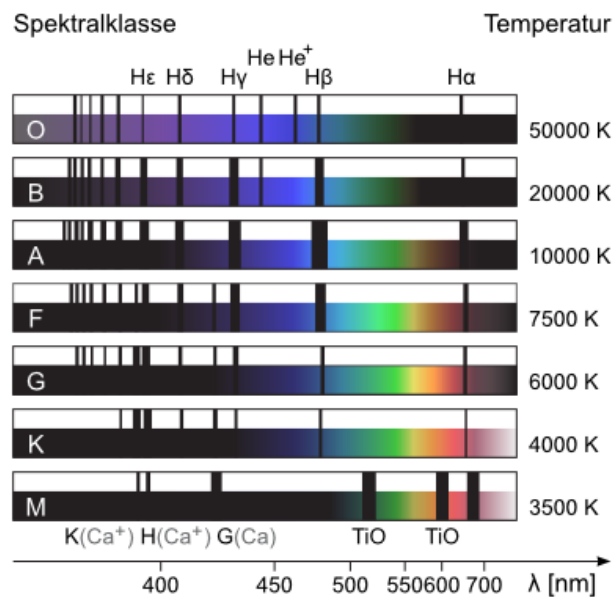 Spektralklasse Temperatur
He He⁺
Hε Hδ Hγ Hβ Hα
O 50000 K
B 20000 K
A 10000 K
F 7500 K
G 6000 K
K 4000 K
M 3500 K
K(Ca⁺) H(Ca⁺) G(Ca) TiO TiO
400 450 500 550 600 700 λ [nm]